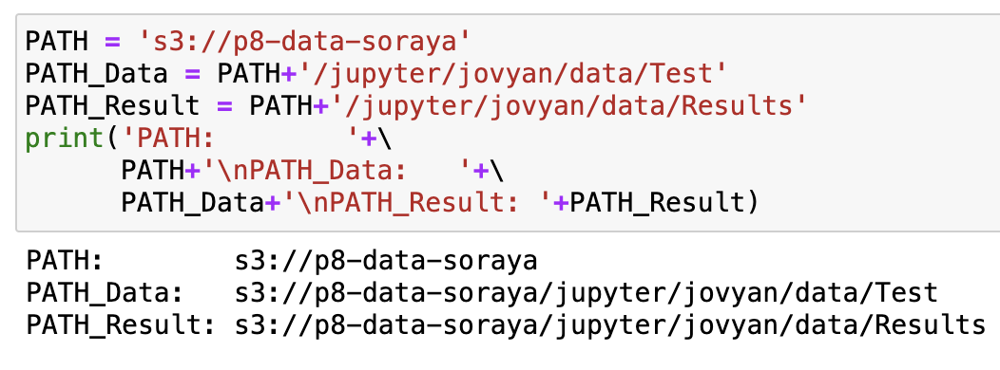 PATH = 's3://p8-data-soraya'
PATH_Data = PATH+'/jupyter/jovyan/data/Test'
PATH_Result = PATH+'/jupyter/jovyan/data/Results'
print('PATH:        '+\
      PATH+'\nPATH_Data:   '+\
      PATH_Data+'\nPATH_Result: '+PATH_Result)
PATH:        s3://p8-data-soraya
PATH_Data:   s3://p8-data-soraya/jupyter/jovyan/data/Test
PATH_Result: s3://p8-data-soraya/jupyter/jovyan/data/Results